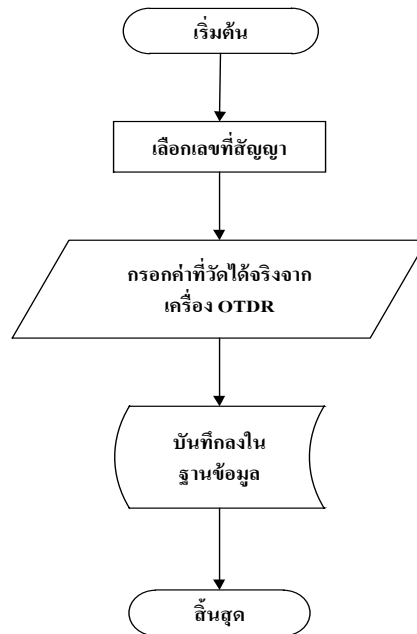 เริ่มต้น
เลือกเลขที่สัญญา
กรอกค่าที่วัดได้จริงจาก
เครื่อง OTDR
บันทึกลงใน
ฐานข้อมูล
สิ้นสุด